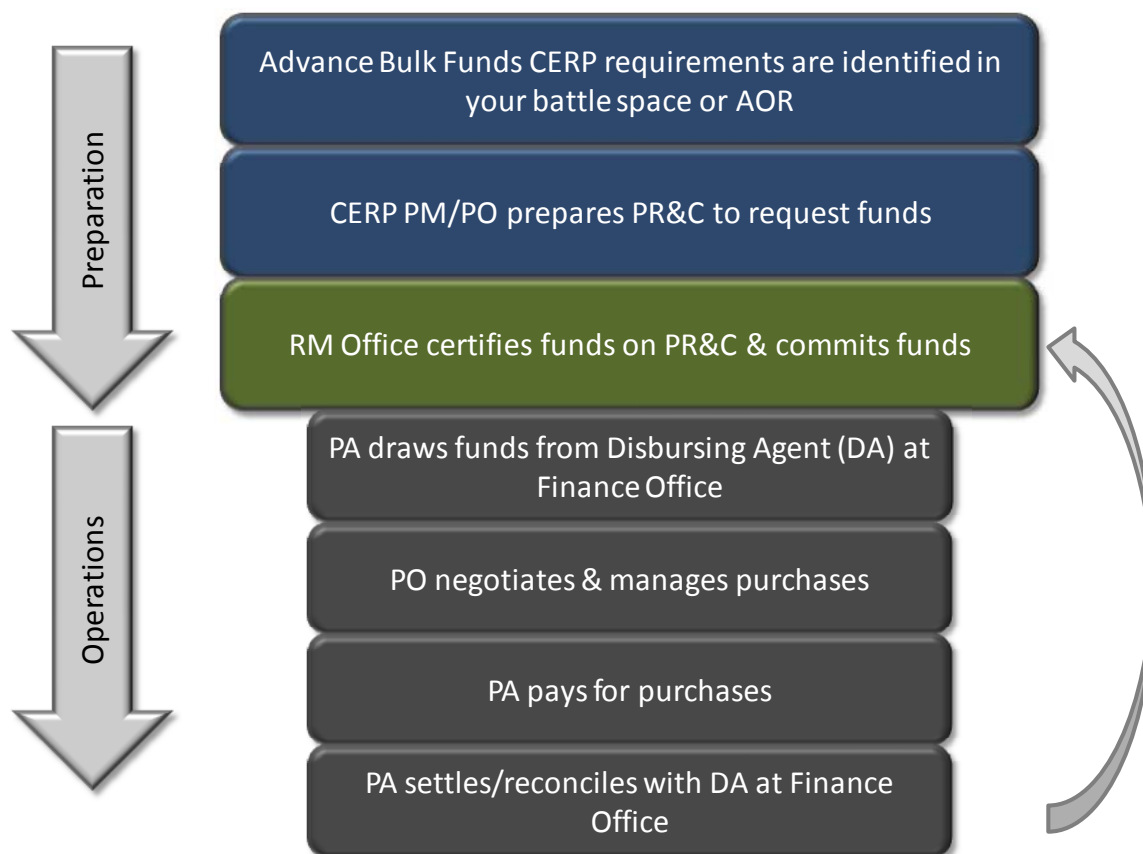 Preparation
Advance Bulk Funds CERP requirements are identified in
your battle space or AOR
CERP PM/PO prepares PR&C to request funds
RM Office certifies funds on PR&C & commits funds
Operations
PA draws funds from Disbursing Agent (DA) at
Finance Office
PO negotiates & manages purchases
PA pays for purchases
PA settles/reconciles with DA at Finance
Office